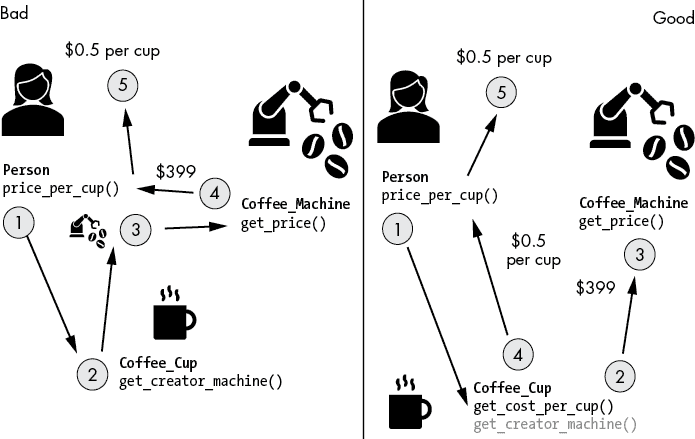 Bad
$0.5 per cup
5
Person
price_per_cup()
$399
4
Coffee_Machine
get_price()
1
3
2
Coffee_Cup
get_creator_machine()
Good
$0.5 per cup
5
Person
price_per_cup()
Coffee_Machine
get_price()
1
$0.5
per cup
3
$399
4
2
Coffee_Cup
get_cost_per_cup()
get_creator_machine()